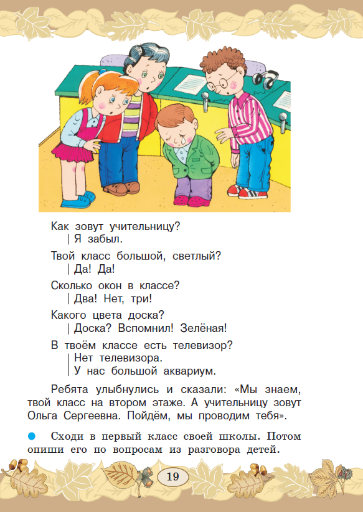 Как зовут учительницу?
Я забыл.
Твой класс большой, светлый?
Да! Да!
Сколько окон в классе?
Два! Нет, три!
Какого цвета доска?
Доска? Вспомнил! Зелёная!
В твоём классе есть телевизор?
Нет телевизора.
У нас большой аквариум.
Ребята улыбнулись и сказали: «Мы знаем,
твой класс на втором этаже. А учительницу зовут
Ольга Сергеевна. Пойдём, мы проводим тебя».
Сходи в первый класс своей школы. Потом
опиши его по вопросам из разговора детей.
19